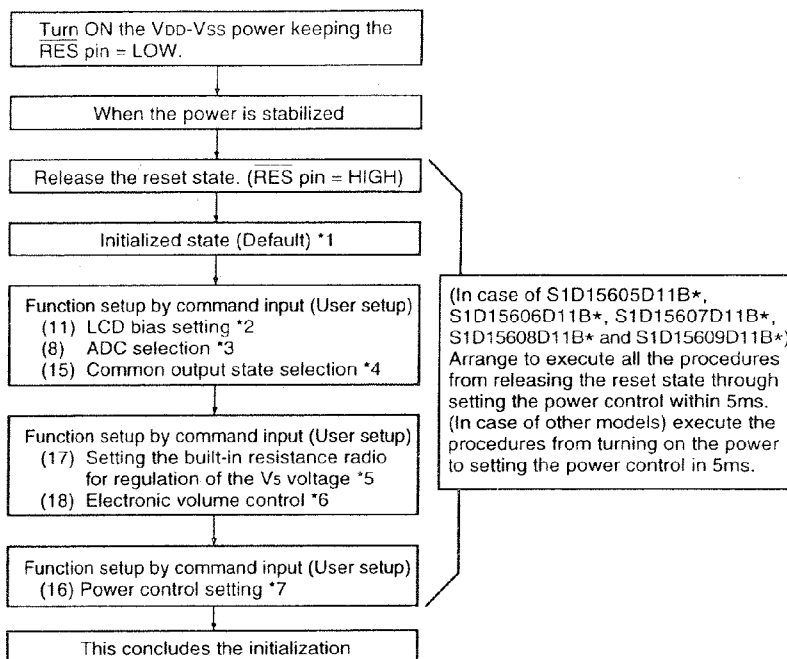 Turn ON the VDD-VSS power keeping the
RES pin = LOW.
When the power is stabilized
Release the reset state. (RES pin = HIGH)
Initialized state (Default) *1
Function setup by command input (User setup)
(11) LCD bias setting *2
(8) ADC selection *3
(15) Common output state selection *4
Function setup by command input (User setup)
(17) Setting the built-in resistance radio
for regulation of the V5 voltage *5
(18) Electronic volume control *6
Function setup by command input (User setup)
(16) Power control setting *7
This concludes the initialization
(In case of S1D15605D11B*,
S1D15606D11B*, S1D15607D11B*,
S1D15608D11B* and S1D15609D11B*)
Arrange to execute all the procedures
from releasing the reset state through
setting the power control within 5ms.
(In case of other models) execute the
procedures from turning on the power
to setting the power control in 5ms.